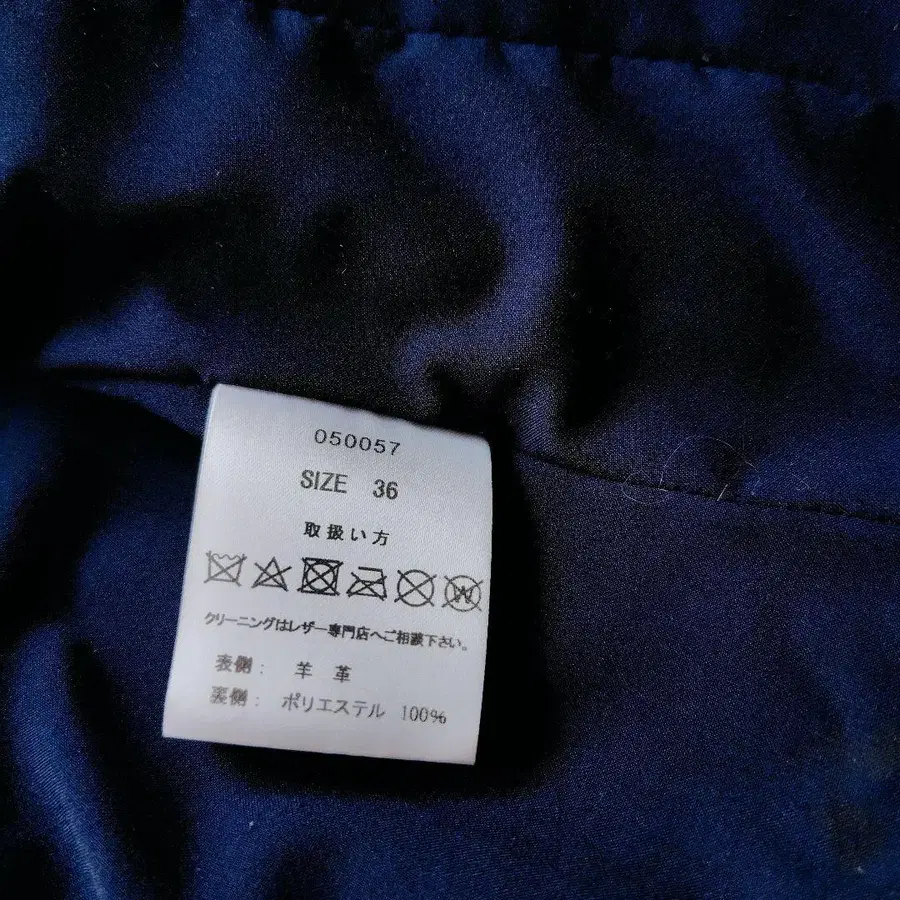 050057
SIZE 36
取扱い方
クリーニングはレザー専門店へご相談下さい。
表側: 羊 革
裏側: ポリエステル 100%